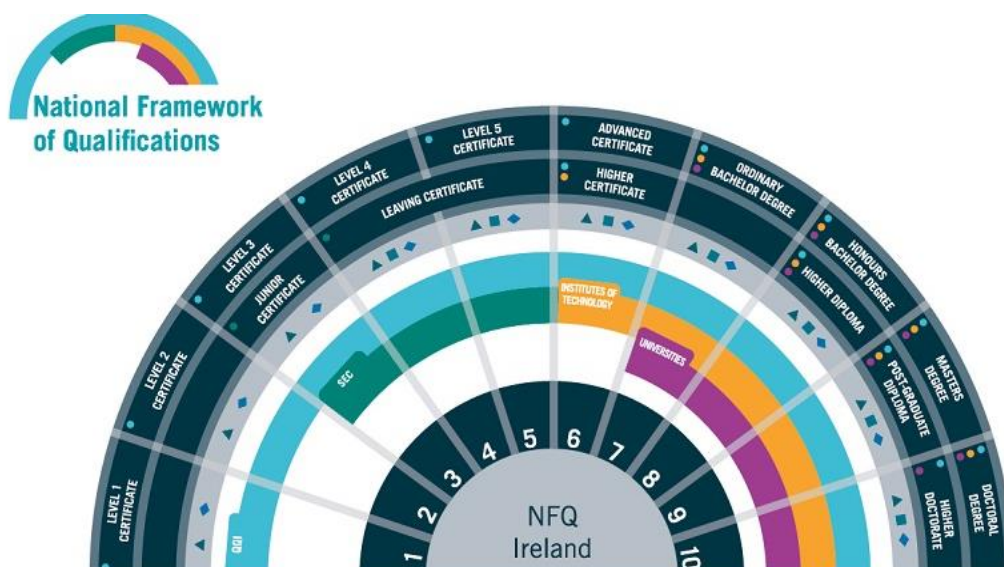 National Framework
of Qualifications
LEVEL 1
CERTIFICATE
LEVEL 2
CERTIFICATE
LEVEL 3
CERTIFICATE
LEVEL 4
CERTIFICATE
LEVEL 5
CERTIFICATE
ADVANCED
CERTIFICATE
ORDINARY
BACHELOR DEGREE
HONOURS
BACHELOR DEGREE
MASTERS
DEGREE
DOCTORAL
DEGREE
JUNIOR
CERTIFICATE
LEAVING CERTIFICATE
HIGHER
CERTIFICATE
HIGHER DIPLOMA
POST-GRADUATE
DIPLOMA
HIGHER
DOCTORATE
QQI
SEC
INSTITUTES OF
TECHNOLOGY
UNIVERSITIES
1
2
3
4
5
6
7
8
9
10
NFQ
Ireland